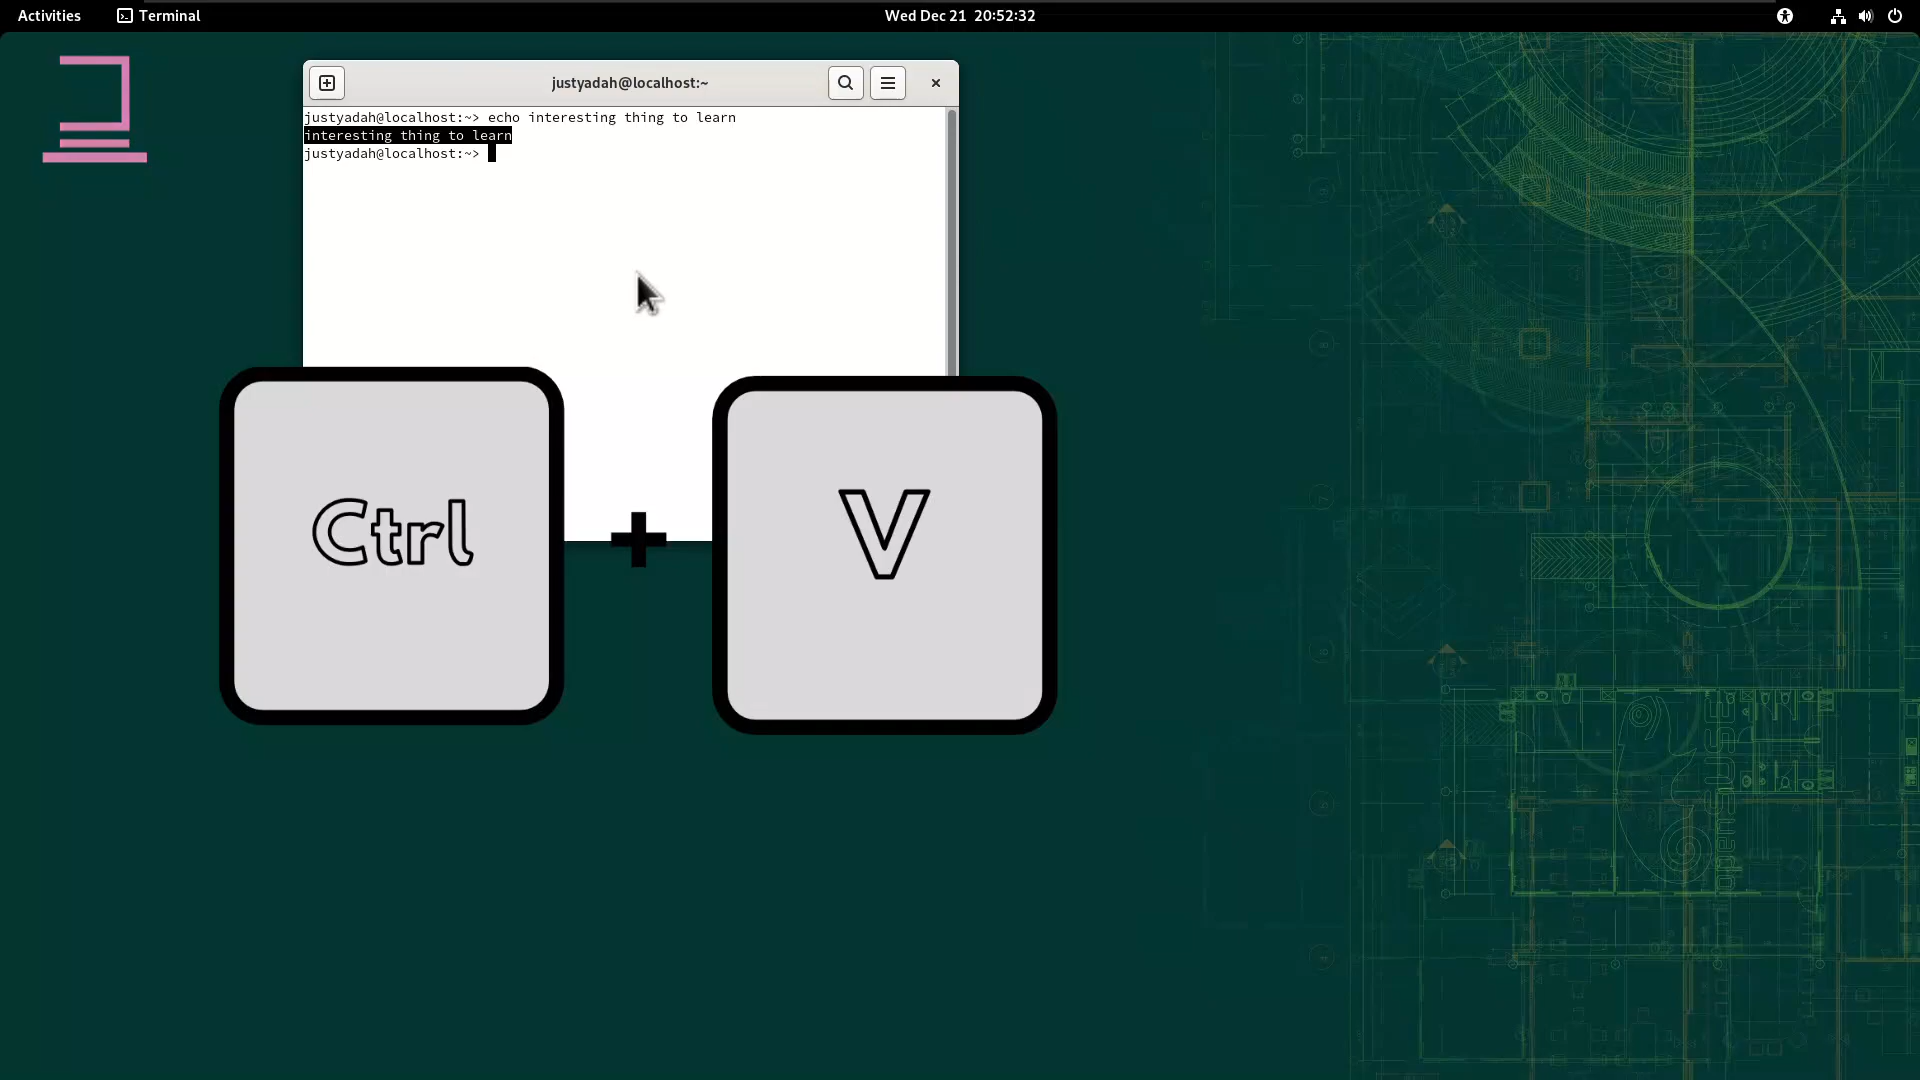 Activities
Terminal
Wed Dec 21 20:52:32
justyadah@localhost:~
justyadah@localhost:~> echo interesting thing to learn
interesting thing to learn
justyadah@localhost:~>
Ctrl + V
openSUSE